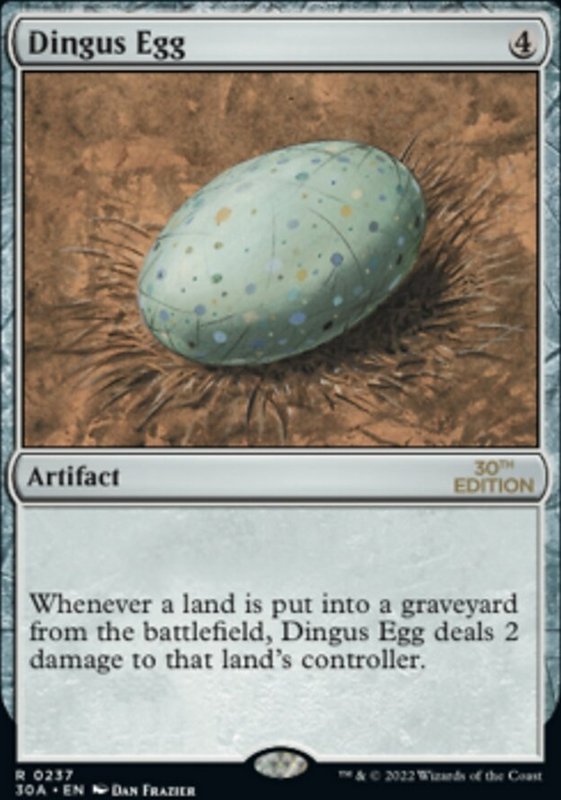 Dingus Egg 4
Artifact
30TH
EDITION
Whenever a land is put into a graveyard
from the battlefield, Dingus Egg deals 2
damage to that land's controller.
R 0237
30A • EN Dan Frazier
™ & © 2022 Wizards of the Coast